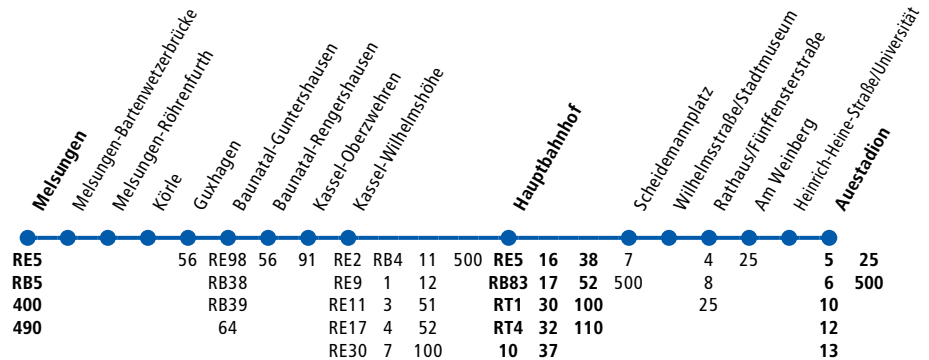 Melsungen
Melsungen-Bartenwetzerbrücke
Melsungen-Röhrenfurth
Körle
Guxhagen
Baunatal-Guntershausen
Baunatal-Rengershausen
Kassel-Oberzwehren
Kassel-Wilhelmshöhe
Hauptbahnhof
Scheidemannplatz
Wilhelmsstraße/Stadtmuseum
Rathaus/Fünffensterstraße
Am Weinberg
Heinrich-Heine-Straße/Universität
Auestadion
RE5 56 RE98 56 91 RE2 RB4 11 500 RE5 16 38 7 4 25 5 25
RB5 RB38 RE9 1 12 RB83 17 52 500 8 6 500
400 RB39 RE11 3 51 RT1 30 100 25 10
490 64 RE17 4 52 RT4 32 110 12
RE30 7 100 10 37 13